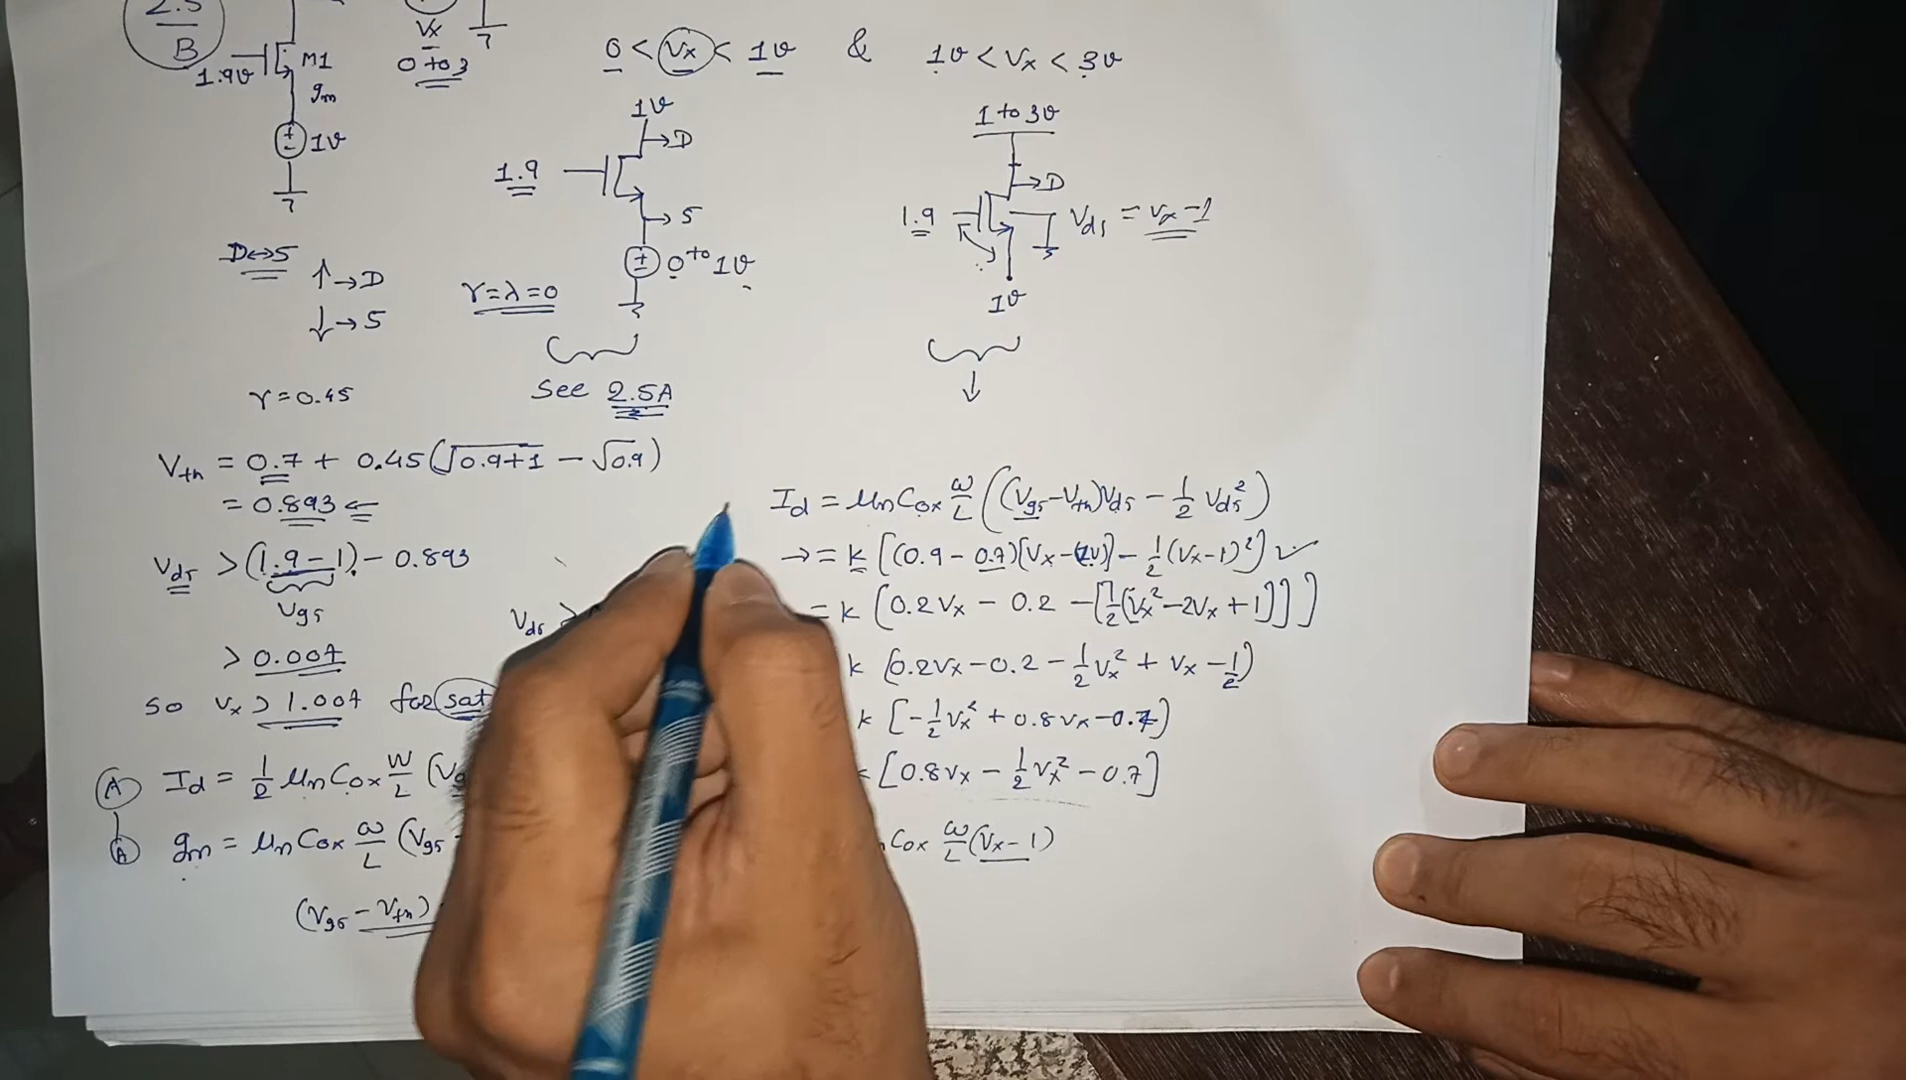 2.5
B
1.9V
M1
gm
1V
Vx
0 to 3
0 < Vx < 1V & 1V < Vx < 3V
1V
→D
1.9
→S
0 to 1V
1 to 3V
→D
1.9
Vds = Vx-1
1V
D↔S
↑→D
↓→S
γ=λ=0
See 2.5A
γ=0.45
Vtn = 0.7 + 0.45(√0.9+1 - √0.9)
= 0.893 ←
Vds > (1.9-1) - 0.893
Vgs
> 0.007
so Vx > 1.007 for sat
Vds >
(A) Id = 1/2 μnCox W/L (Vg
(A) gm = μnCox W/L (Vgs
(Vgs - Vtn)
Id = μnCox W/L ((Vgs-Vtn)Vds - 1/2 Vds²)
→ = k [(0.9-0.7)[Vx-(1V)] - 1/2 (Vx-1)²] ✓
= k [0.2Vx - 0.2 - [1/2(Vx²-2Vx+1]]]
k (0.2Vx-0.2-1/2Vx²+Vx-1/2)
k [-1/2Vx²+0.8Vx-0.7]
[0.8Vx-1/2Vx²-0.7]
Cox W/L (Vx-1)